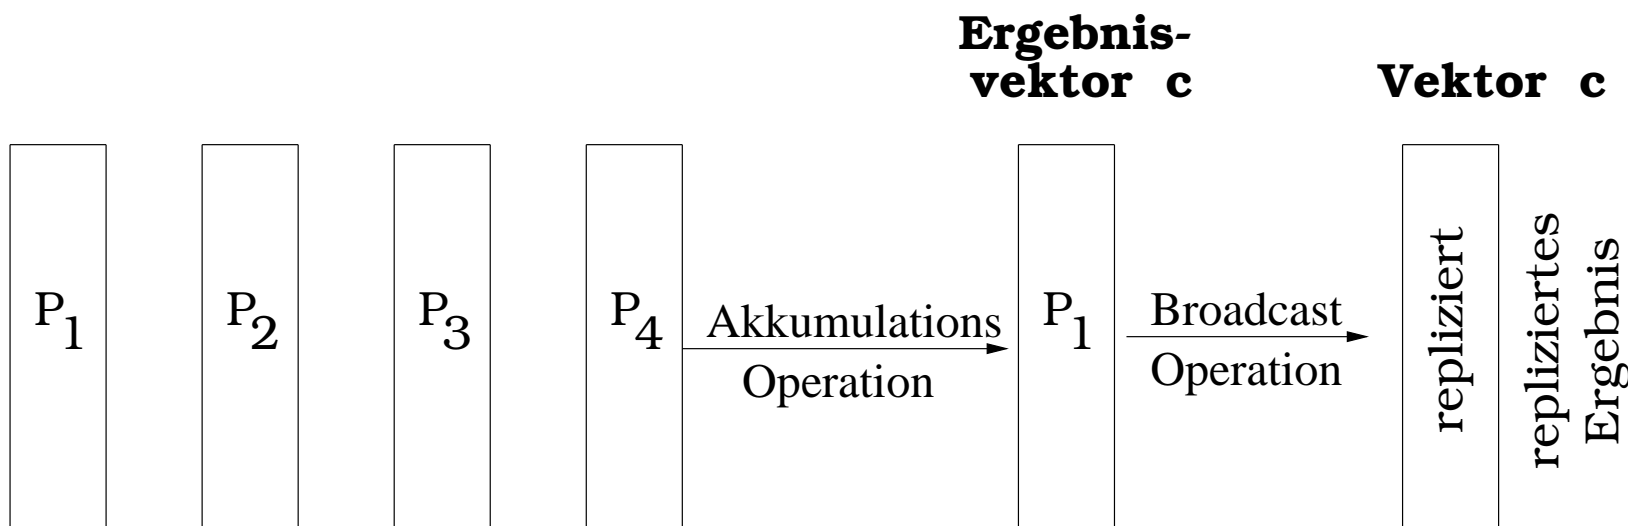 Ergebnis-
vektor c
Vektor c
P1
P2
P3
P4
Akkumulations
Operation
P1
Broadcast
Operation
repliziert
repliziertes
Ergebnis